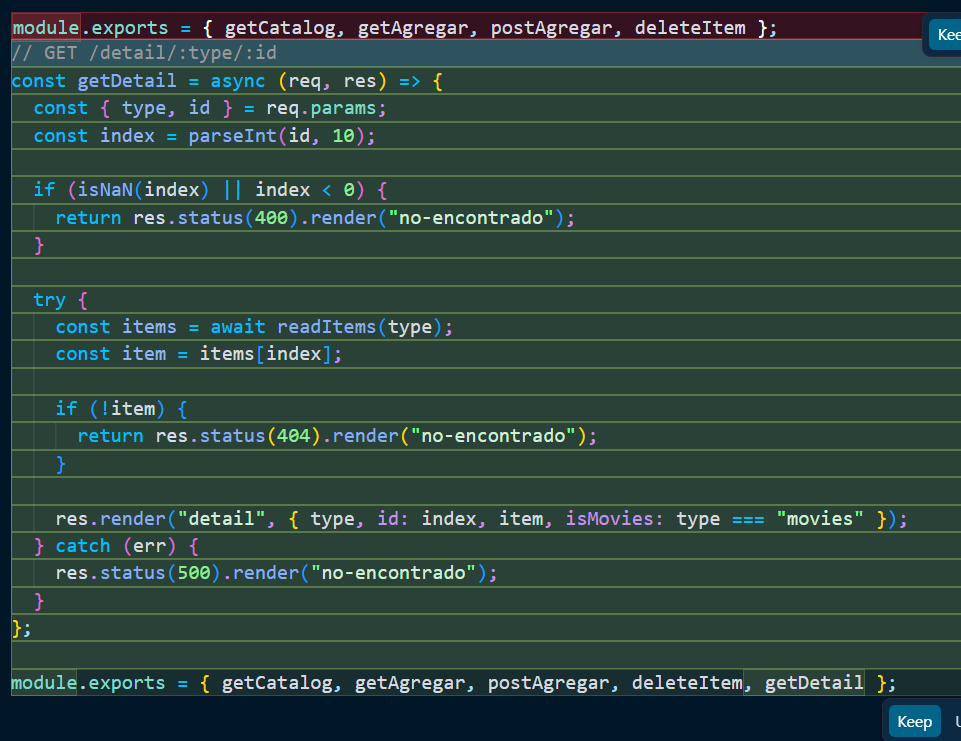 module.exports = { getCatalog, getAgregar, postAgregar, deleteItem };
// GET /detail/:type/:id
const getDetail = async (req, res) => {
  const { type, id } = req.params;
  const index = parseInt(id, 10);

  if (isNaN(index) || index < 0) {
    return res.status(400).render("no-encontrado");
  }

  try {
    const items = await readItems(type);
    const item = items[index];

    if (!item) {
      return res.status(404).render("no-encontrado");
    }

    res.render("detail", { type, id: index, item, isMovies: type === "movies" });
  } catch (err) {
    res.status(500).render("no-encontrado");
  }
};

module.exports = { getCatalog, getAgregar, postAgregar, deleteItem, getDetail };
Keep